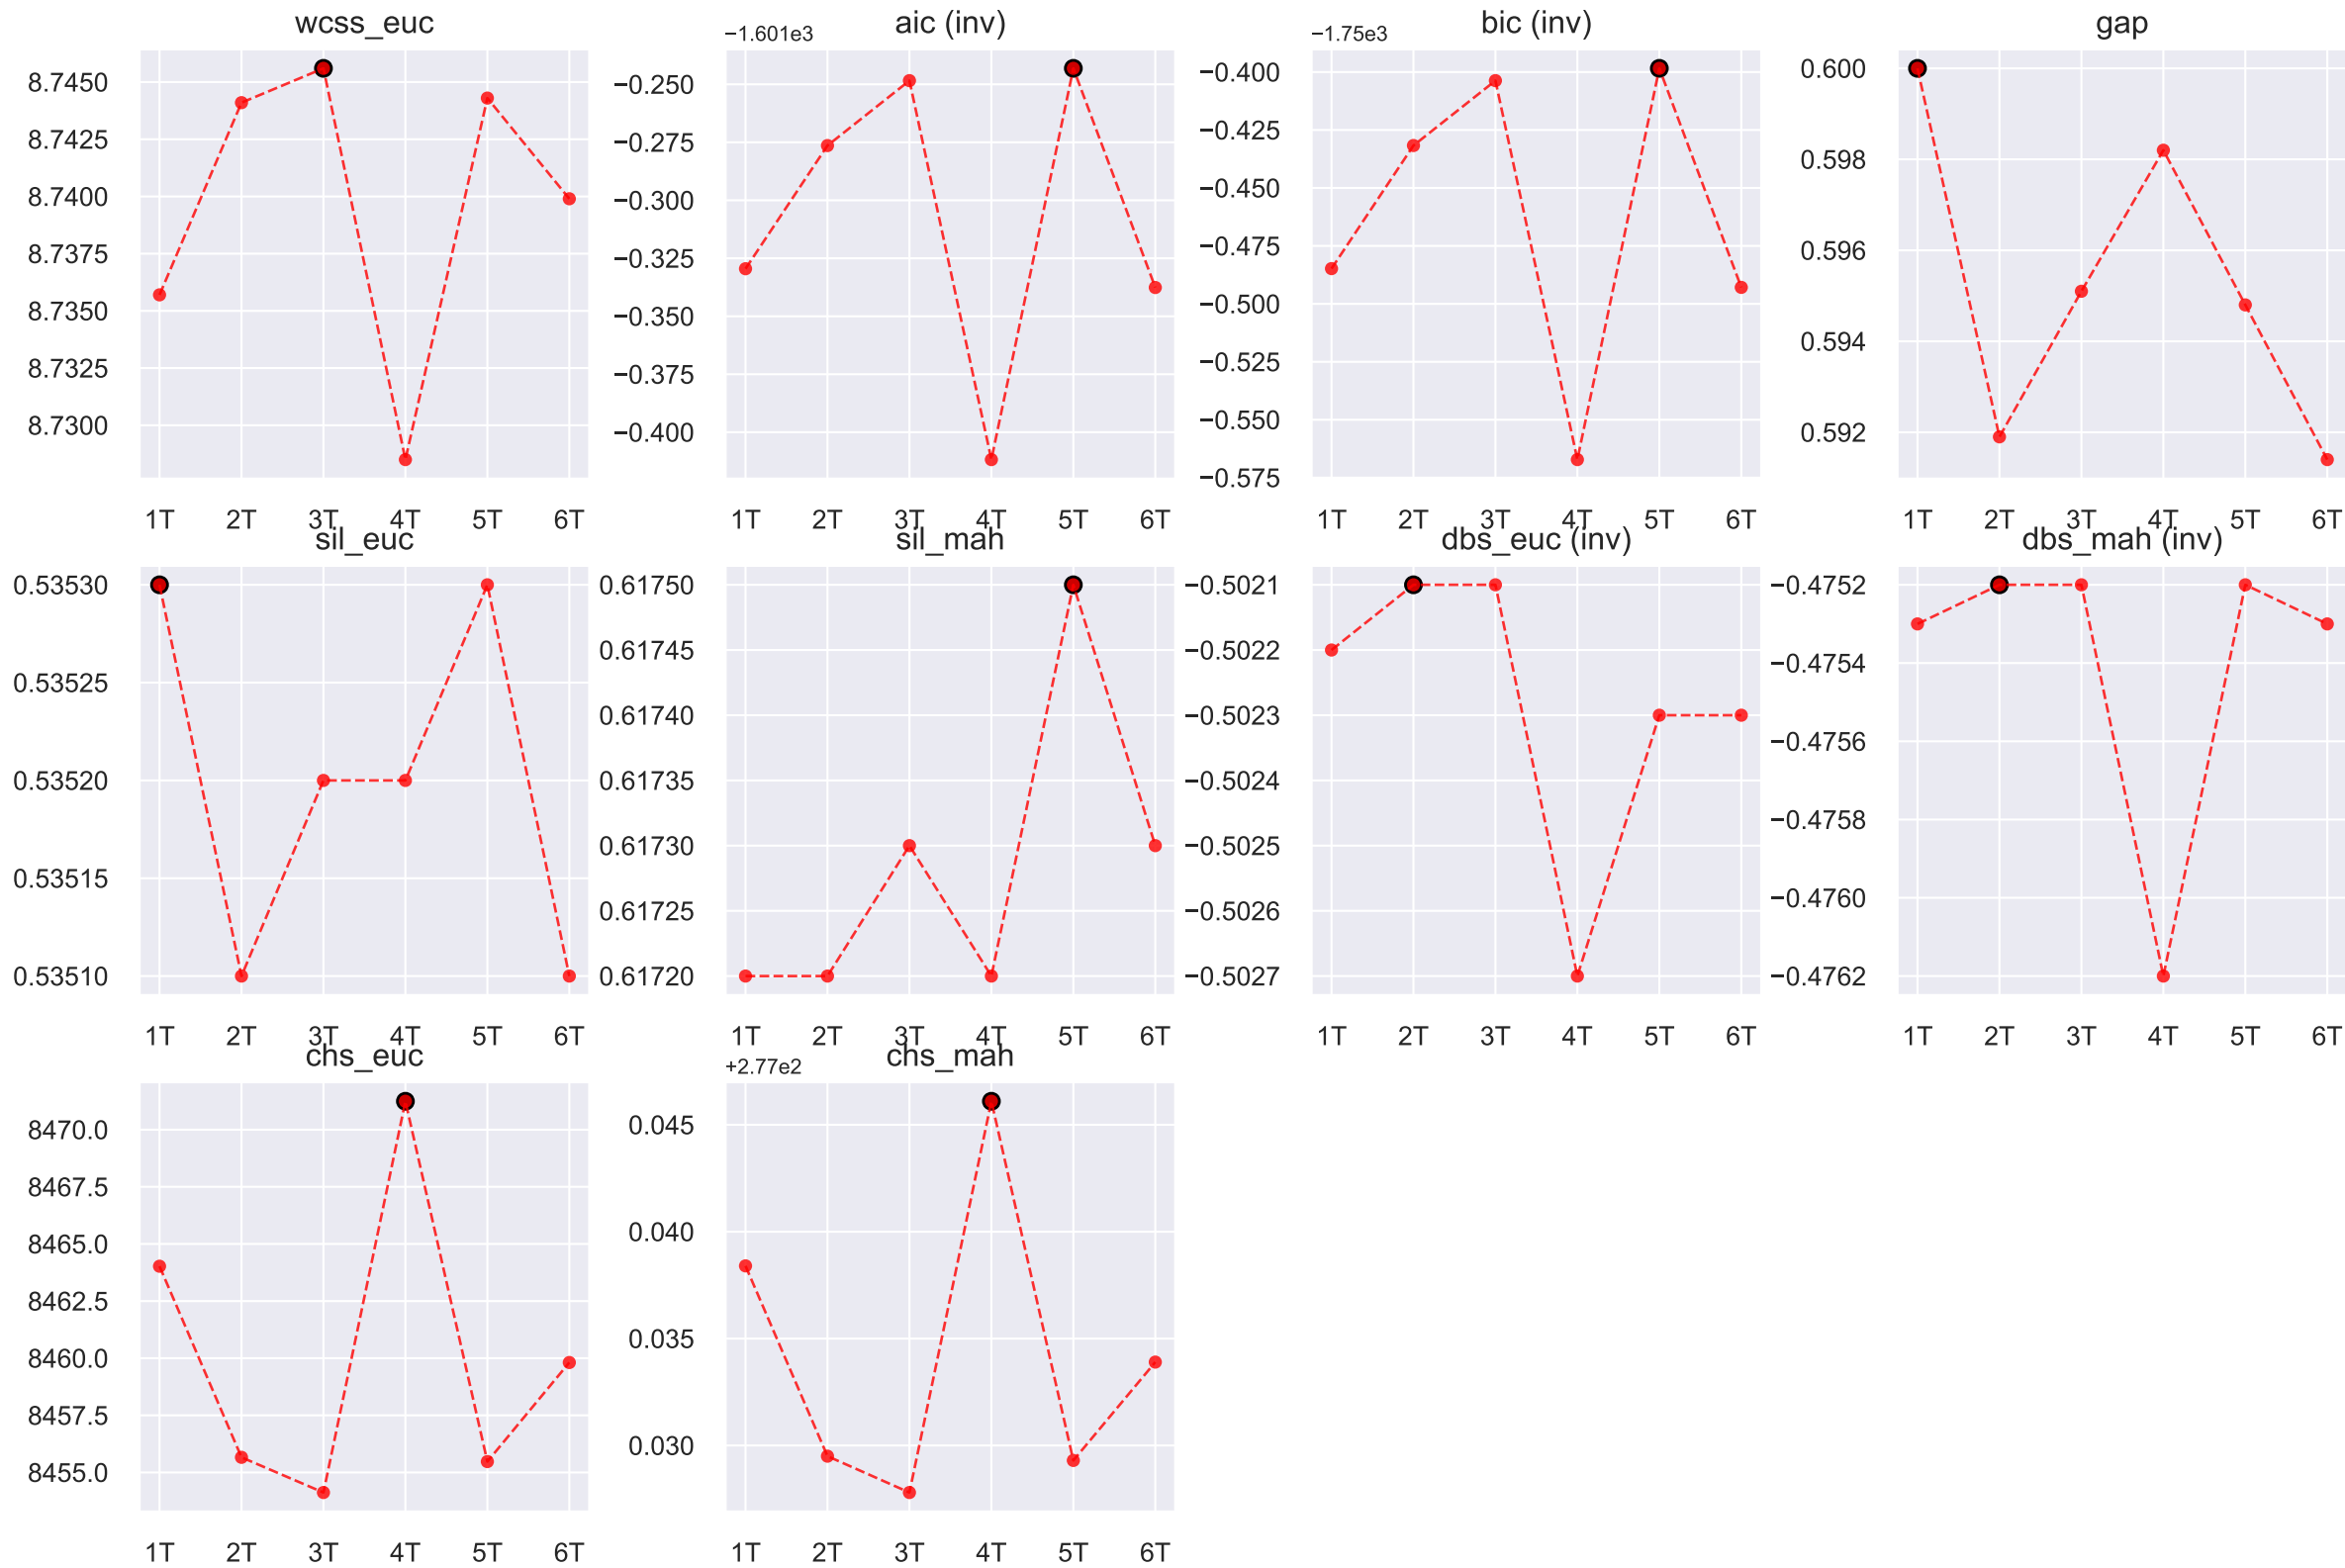 wcss_euc
8.7450
8.7425
8.7400
8.7375
8.7350
8.7325
8.7300
1T 2T 3T 4T 5T 6T
aic (inv)
−1.601e3
−0.250
−0.275
−0.300
−0.325
−0.350
−0.375
−0.400
1T 2T 3T 4T 5T 6T
bic (inv)
−1.75e3
−0.400
−0.425
−0.450
−0.475
−0.500
−0.525
−0.550
−0.575
1T 2T 3T 4T 5T 6T
gap
0.600
0.598
0.596
0.594
0.592
1T 2T 3T 4T 5T 6T
sil_euc
0.53530
0.53525
0.53520
0.53515
0.53510
1T 2T 3T 4T 5T 6T
sil_mah
0.61750
0.61745
0.61740
0.61735
0.61730
0.61725
0.61720
1T 2T 3T 4T 5T 6T
dbs_euc (inv)
−0.5021
−0.5022
−0.5023
−0.5024
−0.5025
−0.5026
−0.5027
1T 2T 3T 4T 5T 6T
dbs_mah (inv)
−0.4752
−0.4754
−0.4756
−0.4758
−0.4760
−0.4762
1T 2T 3T 4T 5T 6T
chs_euc
8470.0
8467.5
8465.0
8462.5
8460.0
8457.5
8455.0
1T 2T 3T 4T 5T 6T
chs_mah
+2.77e2
0.045
0.040
0.035
0.030
1T 2T 3T 4T 5T 6T